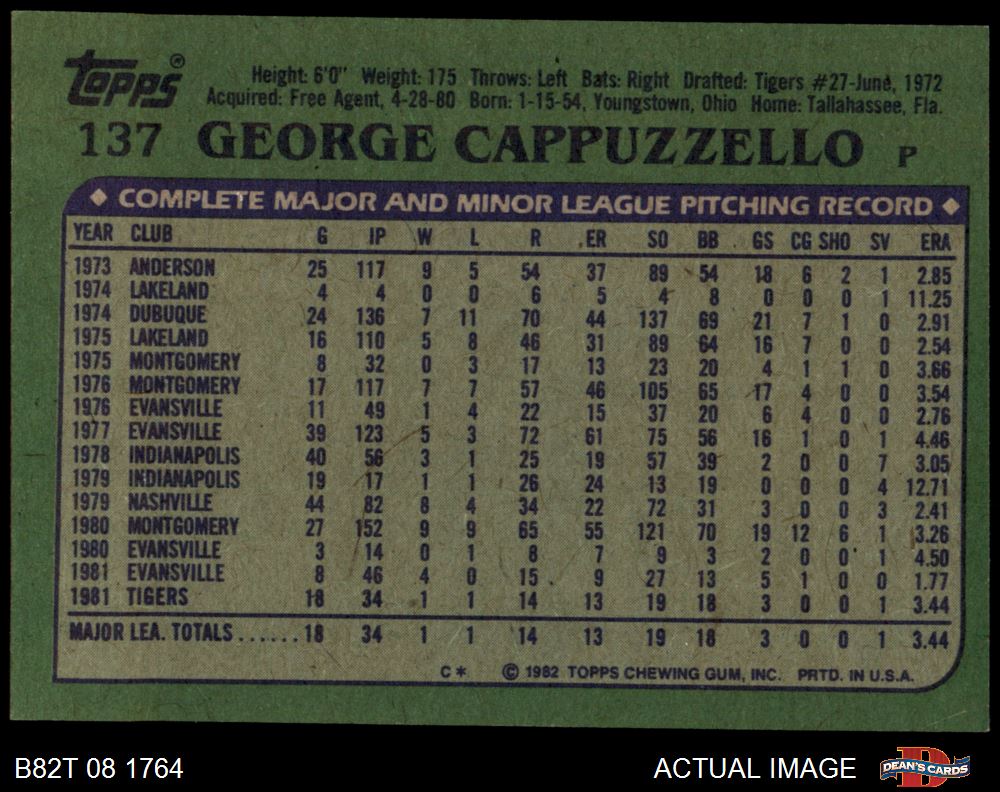 Topps®
Height: 6'0" Weight: 175 Throws: Left Bats: Right Drafted: Tigers #27-June, 1972
Acquired: Free Agent, 4-28-80 Born: 1-15-54, Youngstown, Ohio Home: Tallahassee, Fla.
137 GEORGE CAPPUZZELLO P
◆ COMPLETE MAJOR AND MINOR LEAGUE PITCHING RECORD ◆
YEAR CLUB G IP W L R ER SO BB GS CG SHO SV ERA
1973 ANDERSON 25 117 9 5 54 37 89 54 18 6 2 1 2.85
1974 LAKELAND 4 4 0 0 6 5 4 8 0 0 0 1 11.25
1974 DUBUQUE 24 136 7 11 70 44 137 69 21 7 1 0 2.91
1975 LAKELAND 16 110 5 8 46 31 89 64 16 7 0 0 2.54
1975 MONTGOMERY 8 32 0 3 17 13 23 20 4 1 1 0 3.66
1976 MONTGOMERY 17 117 7 7 57 46 105 65 17 4 0 0 3.54
1976 EVANSVILLE 11 49 1 4 22 15 37 20 6 4 0 0 2.76
1977 EVANSVILLE 39 123 5 3 72 61 75 56 16 1 0 1 4.46
1978 INDIANAPOLIS 40 56 3 1 25 19 57 39 2 0 0 7 3.05
1979 INDIANAPOLIS 19 17 1 1 26 24 13 19 0 0 0 4 12.71
1979 NASHVILLE 44 82 8 4 34 22 72 31 3 0 0 3 2.41
1980 MONTGOMERY 27 152 9 9 65 55 121 70 19 12 6 1 3.26
1980 EVANSVILLE 3 14 0 1 8 7 9 3 2 0 0 1 4.50
1981 EVANSVILLE 8 46 4 0 15 9 27 13 5 1 0 0 1.77
1981 TIGERS 18 34 1 1 14 13 19 18 3 0 0 1 3.44
MAJOR LEA. TOTALS......18 34 1 1 14 13 19 18 3 0 0 1 3.44
C* © 1982 TOPPS CHEWING GUM, INC. PRTD. IN U.S.A.
B82T 08 1764 ACTUAL IMAGE DEAN'S CARDS